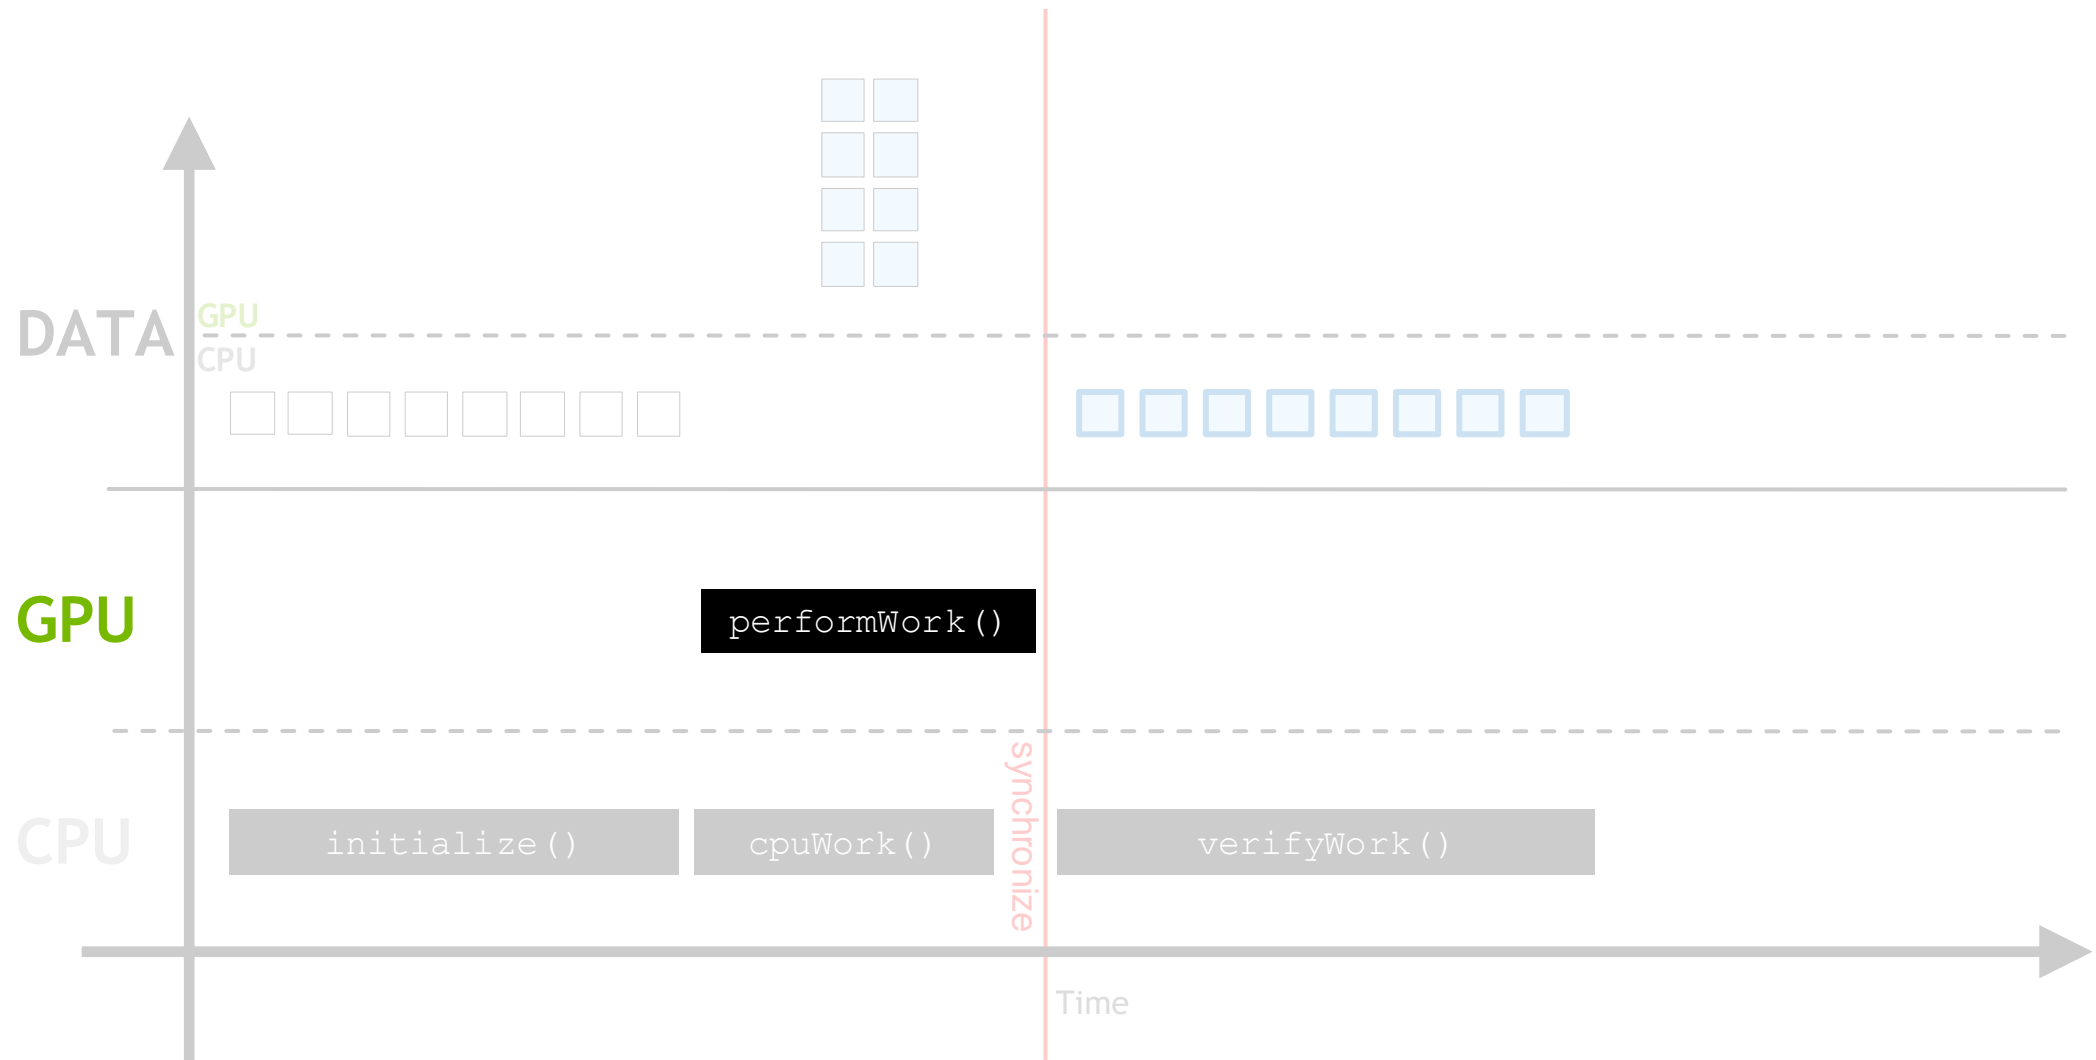 DATA
GPU
CPU
GPU
performWork()
CPU
initialize()
cpuWork()
synchronize
verifyWork()
Time